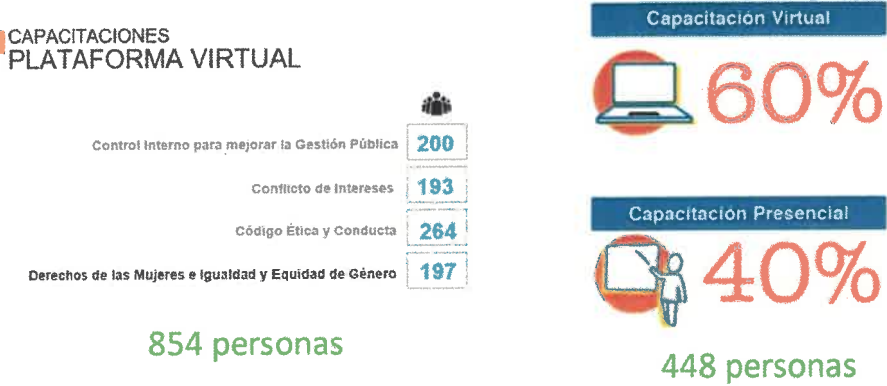 CAPACITACIONES
PLATAFORMA VIRTUAL
Control Interno para mejorar la Gestión Pública 200
Conflicto de Intereses 193
Código Ética y Conducta 264
Derechos de las Mujeres e Igualdad y Equidad de Género 197
854 personas
Capacitación Virtual
60%
Capacitación Presencial
40%
448 personas